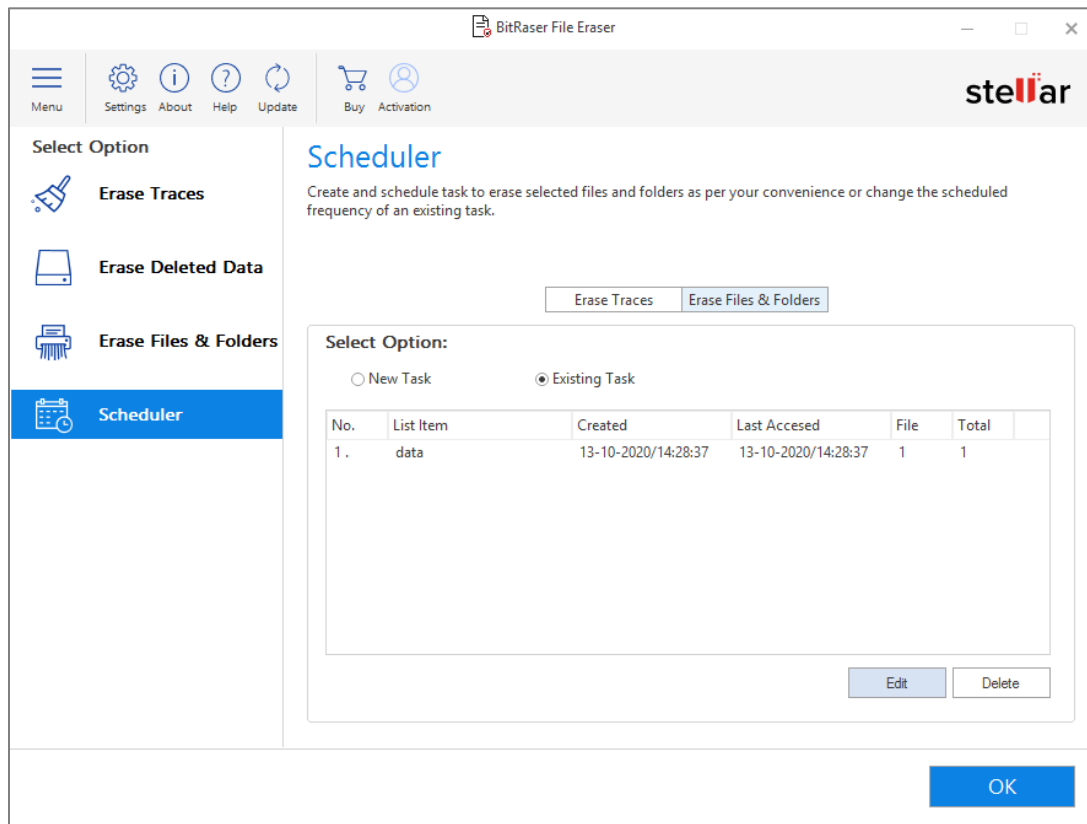 BitRaser File Eraser
Menu Settings About Help Update Buy Activation
stellar
Select Option
Erase Traces
Erase Deleted Data
Erase Files & Folders
Scheduler
Scheduler
Create and schedule task to erase selected files and folders as per your convenience or change the scheduled
frequency of an existing task.
Erase Traces Erase Files & Folders
Select Option:
New Task Existing Task
No. List Item Created Last Accesed File Total
1 . data 13-10-2020/14:28:37 13-10-2020/14:28:37 1 1
Edit Delete
OK